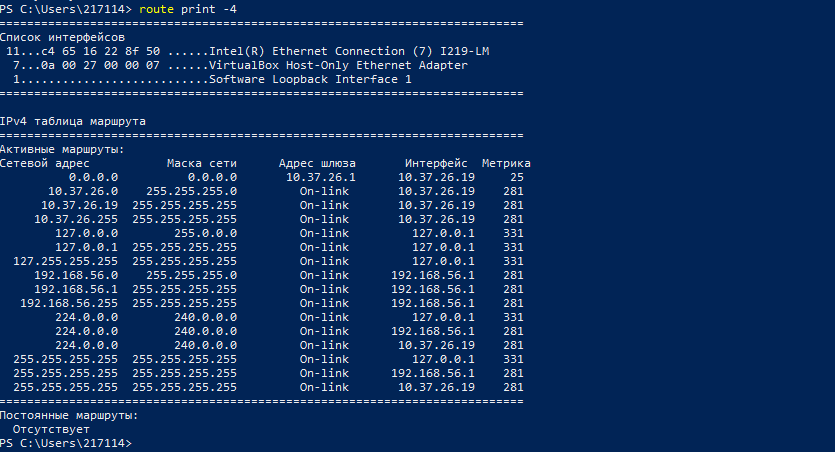 PS C:\Users\217114> route print -4
===========================================================================
Список интерфейсов
 11...c4 65 16 22 8f 50 ......Intel(R) Ethernet Connection (7) I219-LM
  7...0a 00 27 00 00 07 ......VirtualBox Host-Only Ethernet Adapter
  1...........................Software Loopback Interface 1
===========================================================================
IPv4 таблица маршрута
===========================================================================
Активные маршруты:
Сетевой адрес           Маска сети      Адрес шлюза       Интерфейс  Метрика
          0.0.0.0          0.0.0.0       10.37.26.1      10.37.26.19     25
       10.37.26.0    255.255.255.0         On-link       10.37.26.19    281
      10.37.26.19  255.255.255.255         On-link       10.37.26.19    281
     10.37.26.255  255.255.255.255         On-link       10.37.26.19    281
        127.0.0.0        255.0.0.0         On-link         127.0.0.1    331
        127.0.0.1  255.255.255.255         On-link         127.0.0.1    331
  127.255.255.255  255.255.255.255         On-link         127.0.0.1    331
     192.168.56.0    255.255.255.0         On-link      192.168.56.1    281
     192.168.56.1  255.255.255.255         On-link      192.168.56.1    281
   192.168.56.255  255.255.255.255         On-link      192.168.56.1    281
        224.0.0.0        240.0.0.0         On-link         127.0.0.1    331
        224.0.0.0        240.0.0.0         On-link      192.168.56.1    281
        224.0.0.0        240.0.0.0         On-link       10.37.26.19    281
  255.255.255.255  255.255.255.255         On-link         127.0.0.1    331
  255.255.255.255  255.255.255.255         On-link      192.168.56.1    281
  255.255.255.255  255.255.255.255         On-link       10.37.26.19    281
===========================================================================
Постоянные маршруты:
  Отсутствует
PS C:\Users\217114>